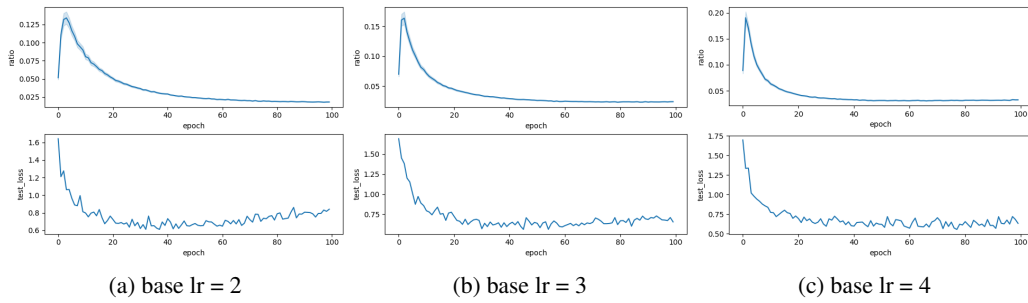 0.125
0.100
0.075
0.050
0.025
ratio
0 20 40 60 80 100
epoch
0.15
0.10
0.05
ratio
0 20 40 60 80 100
epoch
0.20
0.15
0.10
0.05
ratio
0 20 40 60 80 100
epoch
1.6
1.4
1.2
1.0
0.8
0.6
test_loss
0 20 40 60 80 100
epoch
1.50
1.25
1.00
0.75
test_loss
0 20 40 60 80 100
epoch
1.75
1.50
1.25
1.00
0.75
0.50
test_loss
0 20 40 60 80 100
epoch
(a) base lr = 2
(b) base lr = 3
(c) base lr = 4